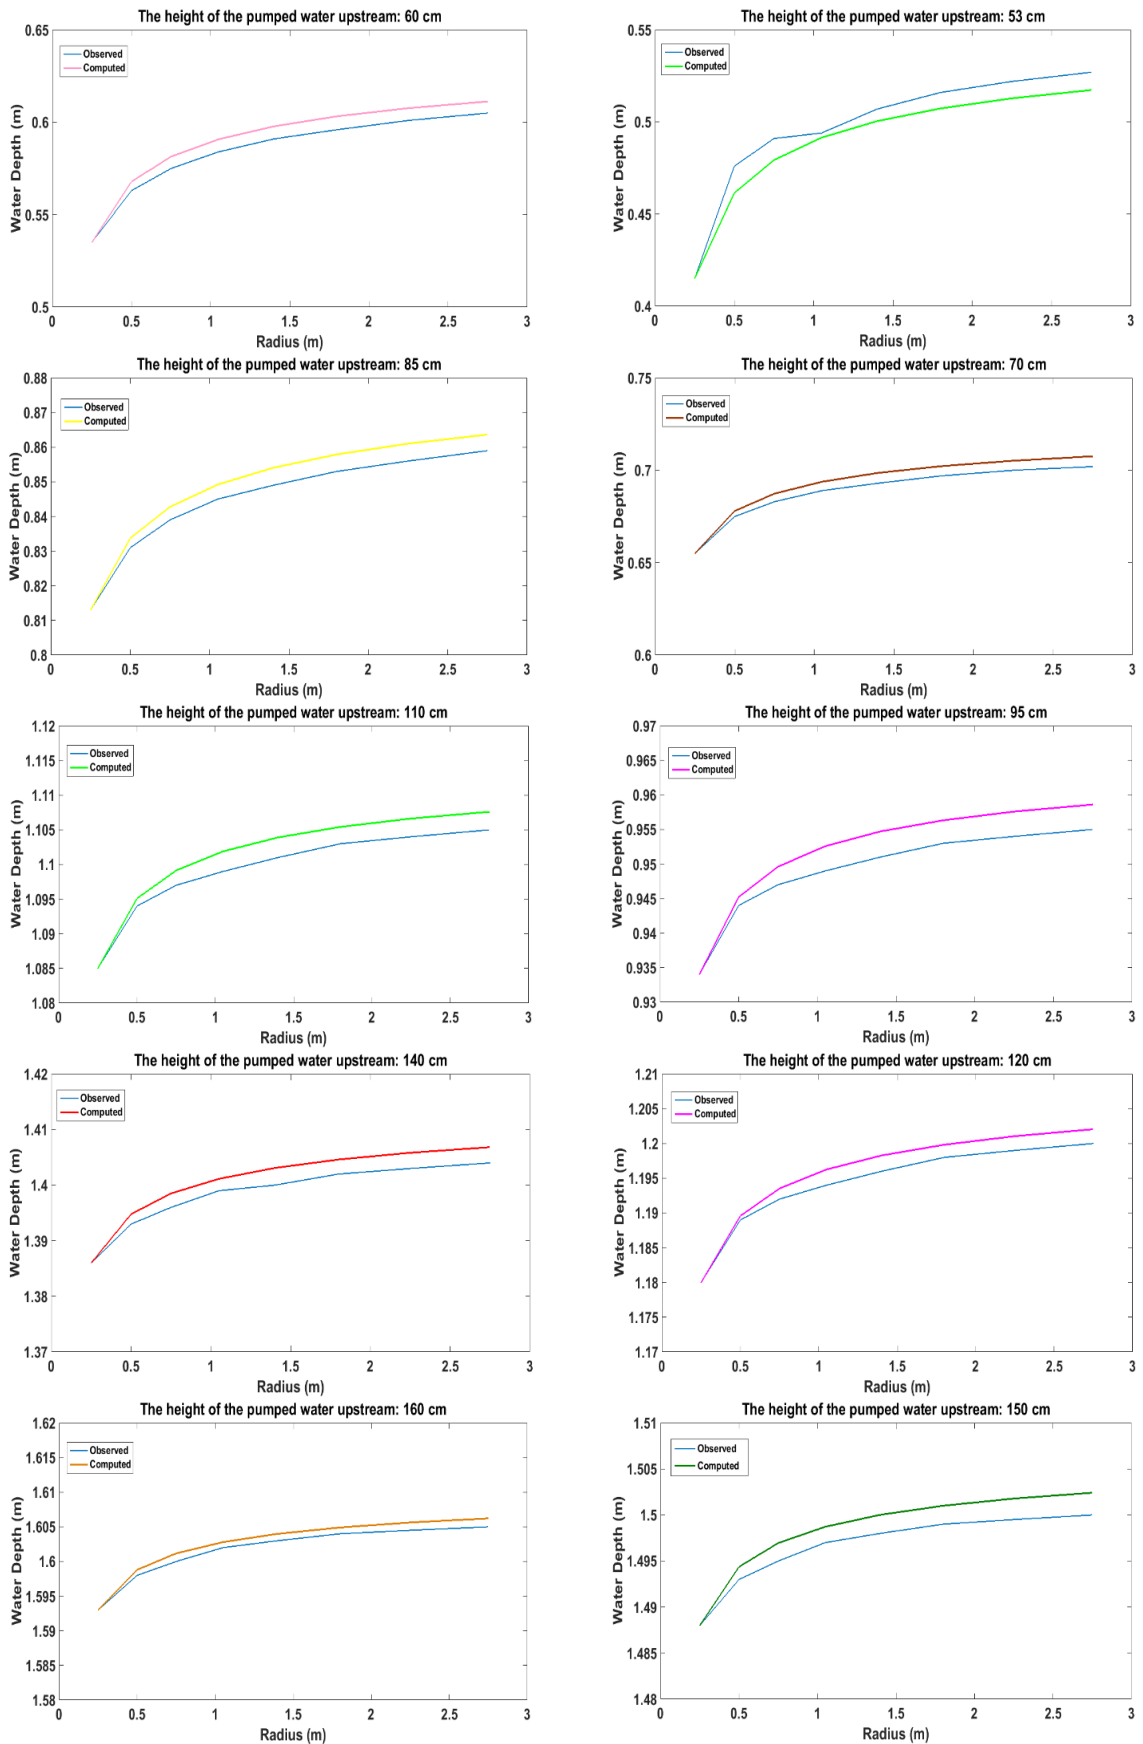 The height of the pumped water upstream: 60 cm
0.65
0.6
0.55
0.5
Water Depth (m)
Observed
Computed
0 0.5 1 1.5 2 2.5 3
Radius (m)
The height of the pumped water upstream: 53 cm
0.55
0.5
0.45
0.4
Water Depth (m)
Observed
Computed
0 0.5 1 1.5 2 2.5 3
Radius (m)
The height of the pumped water upstream: 85 cm
0.88
0.87
0.86
0.85
0.84
0.83
0.82
0.81
0.8
Water Depth (m)
Observed
Computed
0 0.5 1 1.5 2 2.5 3
Radius (m)
The height of the pumped water upstream: 70 cm
0.75
0.7
0.65
0.6
Water Depth (m)
Observed
Computed
0 0.5 1 1.5 2 2.5 3
Radius (m)
The height of the pumped water upstream: 110 cm
1.12
1.115
1.11
1.105
1.1
1.095
1.09
1.085
1.08
Water Depth (m)
Observed
Computed
0 0.5 1 1.5 2 2.5 3
Radius (m)
The height of the pumped water upstream: 95 cm
0.97
0.965
0.96
0.955
0.95
0.945
0.94
0.935
0.93
Water Depth (m)
Observed
Computed
0 0.5 1 1.5 2 2.5 3
Radius (m)
The height of the pumped water upstream: 140 cm
1.42
1.41
1.4
1.39
1.38
1.37
Water Depth (m)
Observed
Computed
0 0.5 1 1.5 2 2.5 3
Radius (m)
The height of the pumped water upstream: 120 cm
1.21
1.205
1.2
1.195
1.19
1.185
1.18
1.175
1.17
Water Depth (m)
Observed
Computed
0 0.5 1 1.5 2 2.5 3
Radius (m)
The height of the pumped water upstream: 160 cm
1.62
1.615
1.61
1.605
1.6
1.595
1.59
1.585
1.58
Water Depth (m)
Observed
Computed
0 0.5 1 1.5 2 2.5 3
Radius (m)
The height of the pumped water upstream: 150 cm
1.51
1.505
1.5
1.495
1.49
1.485
1.48
Water Depth (m)
Observed
Computed
0 0.5 1 1.5 2 2.5 3
Radius (m)